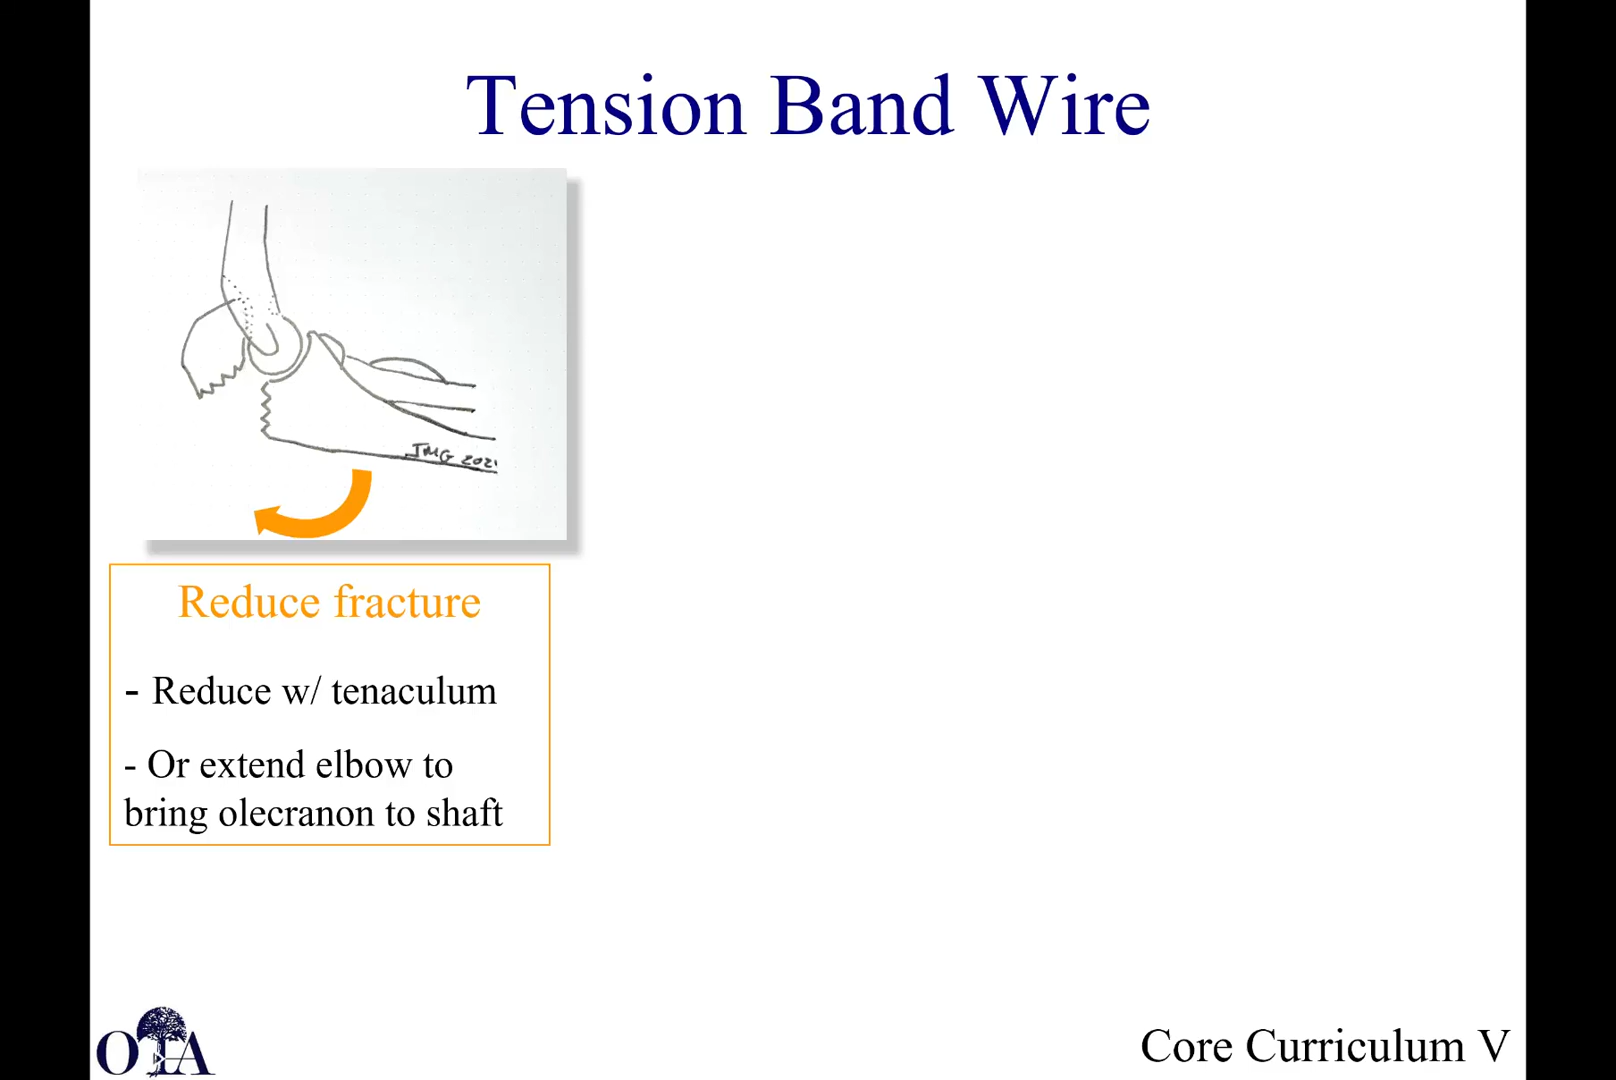 Tension Band Wire
JMG 2021
Reduce fracture
- Reduce w/ tenaculum
- Or extend elbow to
bring olecranon to shaft
OTA
Core Curriculum V